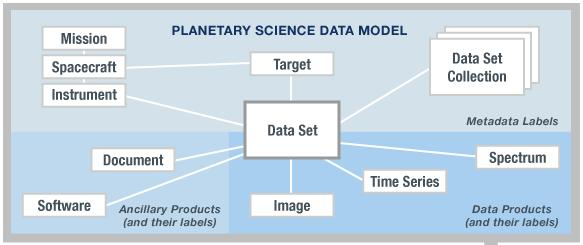 PLANETARY SCIENCE DATA MODEL
Mission
Spacecraft
Instrument
Target
Data Set
Collection
Metadata Labels
Data Set
Document
Software
Ancillary Products
(and their labels)
Image
Time Series
Spectrum
Data Products
(and their labels)